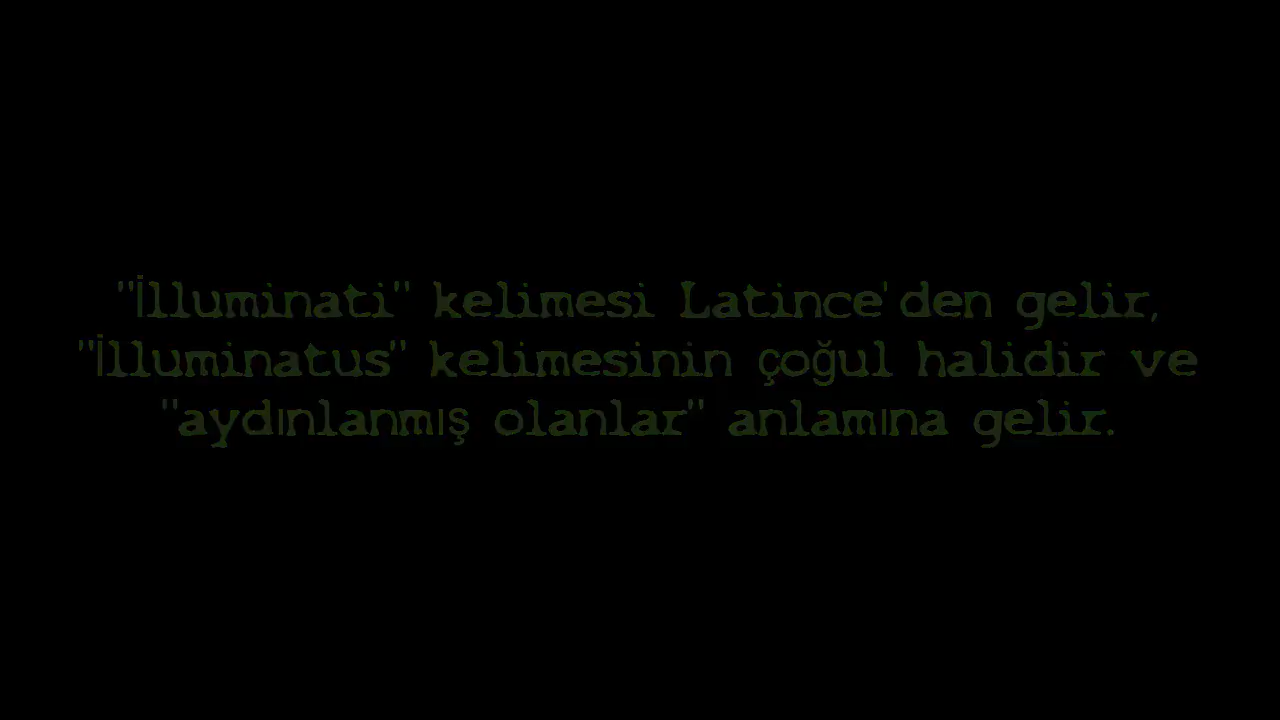 "İlluminati" kelimesi Latince'den gelir,
"İlluminatus" kelimesinin çoğul halidir ve
"aydınlanmış olanlar" anlamına gelir.